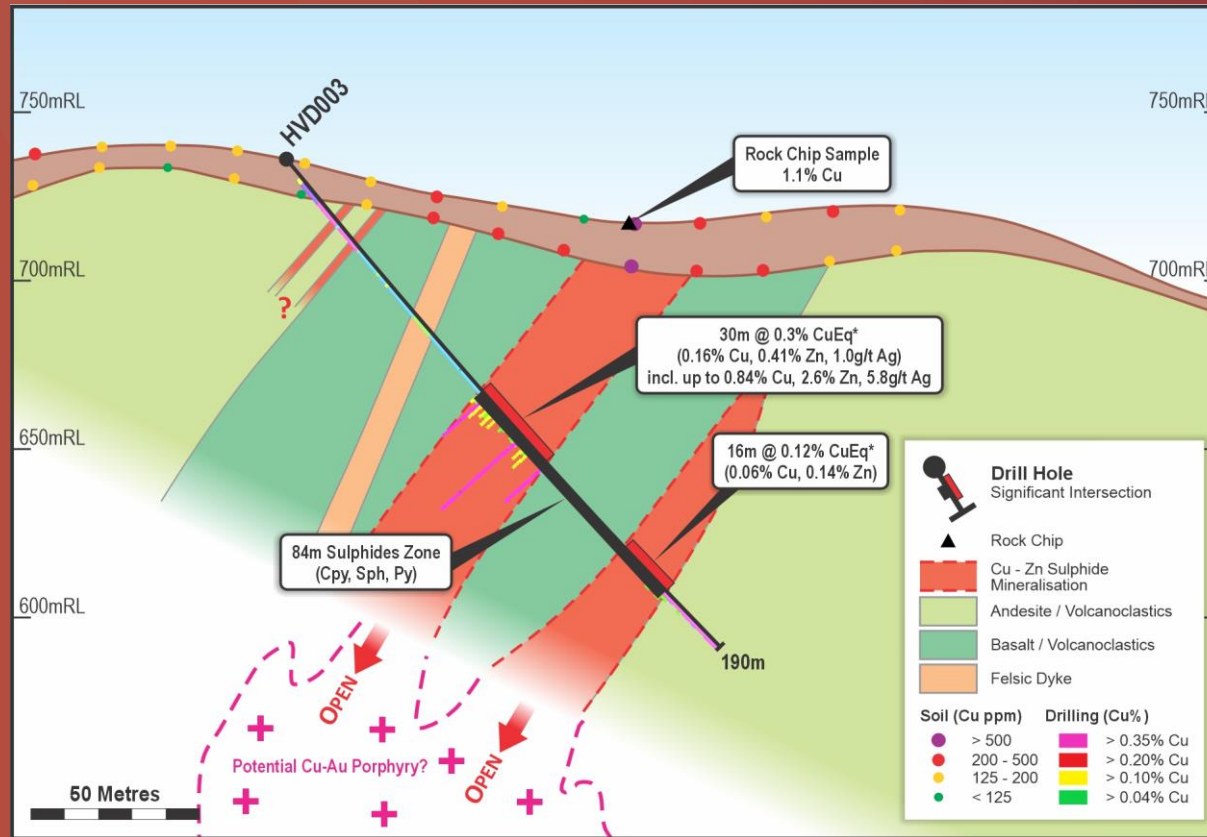 750mRL
750mRL
HVD003
Rock Chip Sample
1.1% Cu
700mRL
700mRL
?
30m @ 0.3% CuEq*
(0.16% Cu, 0.41% Zn, 1.0g/t Ag)
incl. up to 0.84% Cu, 2.6% Zn, 5.8g/t Ag
650mRL
16m @ 0.12% CuEq*
(0.06% Cu, 0.14% Zn)
84m Sulphides Zone
(Cpy, Sph, Py)
600mRL
190m
OPEN
OPEN
Potential Cu-Au Porphyry?
50 Metres
Drill Hole
Significant Intersection
Rock Chip
Cu - Zn Sulphide
Mineralisation
Andesite / Volcanoclastics
Basalt / Volcanoclastics
Felsic Dyke
Soil (Cu ppm) Drilling (Cu%)
> 500 > 0.35% Cu
200 - 500 > 0.20% Cu
125 - 200 > 0.10% Cu
< 125 > 0.04% Cu